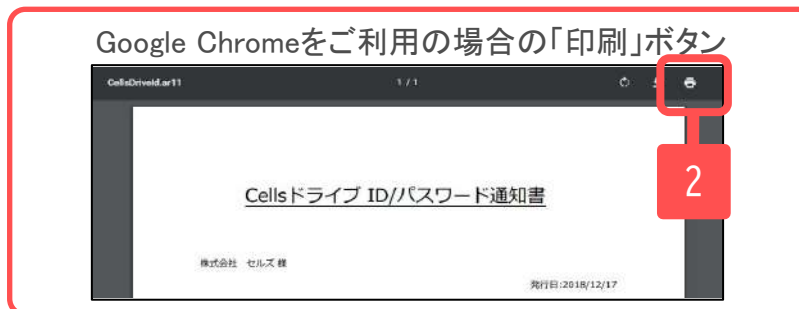 Google Chromeをご利用の場合の「印刷」ボタン
CellsDriveId.ar11
1 / 1
2
Cellsドライブ ID/パスワード通知書
株式会社 セルズ 様
発行日:2018/12/17